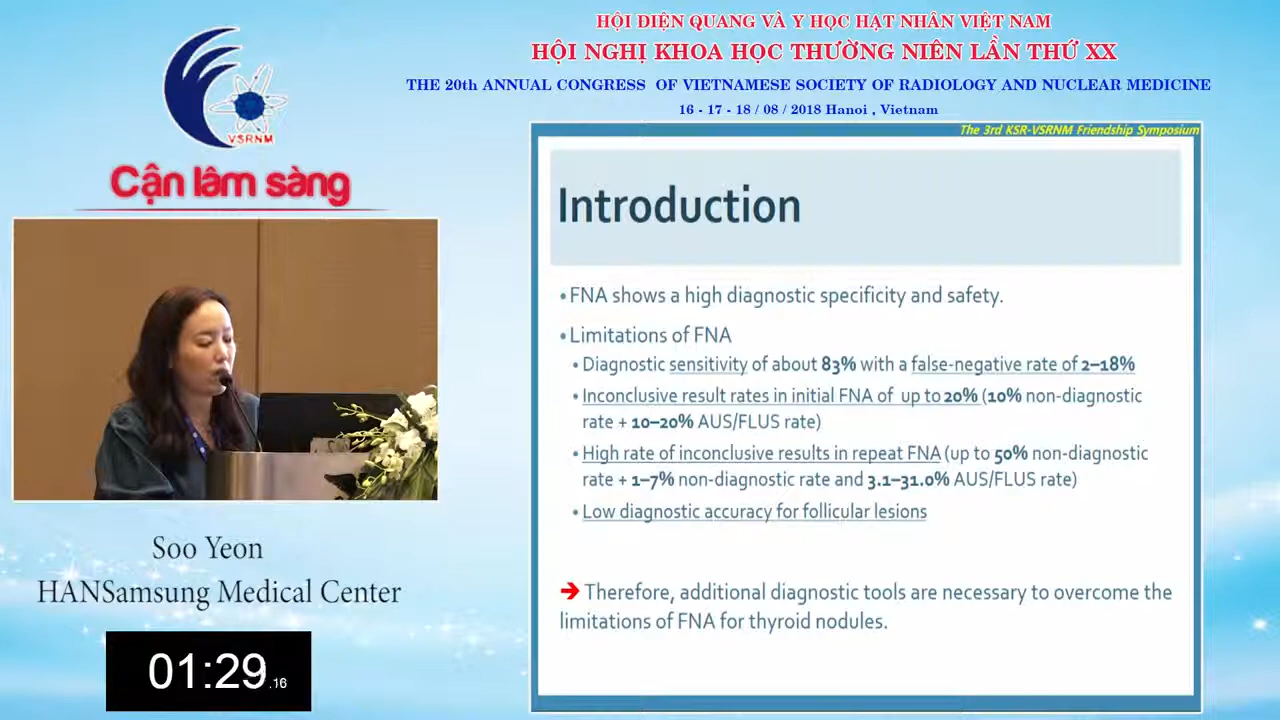 HỘI DIỆN QUANG VÀ Y HỌC HẠT NHÂN VIỆT NAM
HỘI NGHỊ KHOA HỌC THƯỜNG NIÊN LẦN THỨ XX
THE 20th ANNUAL CONGRESS OF VIETNAMESE SOCIETY OF RADIOLOGY AND NUCLEAR MEDICINE
16 - 17 - 18 / 08 / 2018 Hanoi , Vietnam
VSRNM
Cận lâm sàng
The 3rd KSR-VSRNM Friendship Symposium
Introduction
• FNA shows a high diagnostic specificity and safety.
• Limitations of FNA
• Diagnostic sensitivity of about 83% with a false-negative rate of 2–18%
• Inconclusive result rates in initial FNA of up to 20% (10% non-diagnostic
rate + 10–20% AUS/FLUS rate)
• High rate of inconclusive results in repeat FNA (up to 50% non-diagnostic
rate + 1–7% non-diagnostic rate and 3.1–31.0% AUS/FLUS rate)
• Low diagnostic accuracy for follicular lesions
➔ Therefore, additional diagnostic tools are necessary to overcome the
limitations of FNA for thyroid nodules.
Soo Yeon
HANSamsung Medical Center
01:29.16